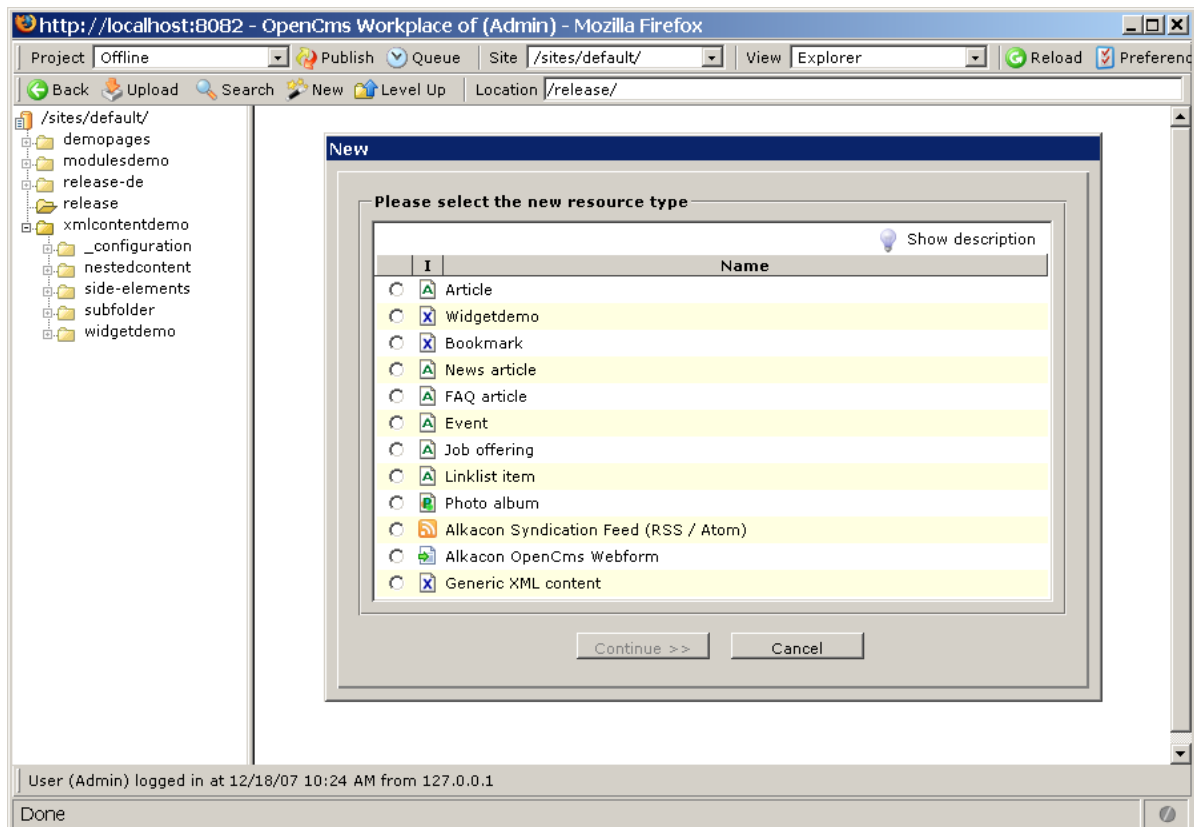 http://localhost:8082 - OpenCms Workplace of (Admin) - Mozilla Firefox
Project Offline Publish Queue Site /sites/default/ View Explorer Reload Preferenc
Back Upload Search New Level Up Location /release/
/sites/default/
demopages
modulesdemo
release-de
release
xmlcontentdemo
_configuration
nestedcontent
side-elements
subfolder
widgetdemo
New
Please select the new resource type
Show description
I Name
Article
Widgetdemo
Bookmark
News article
FAQ article
Event
Job offering
Linklist item
Photo album
Alkacon Syndication Feed (RSS / Atom)
Alkacon OpenCms Webform
Generic XML content
Continue >> Cancel
User (Admin) logged in at 12/18/07 10:24 AM from 127.0.0.1
Done